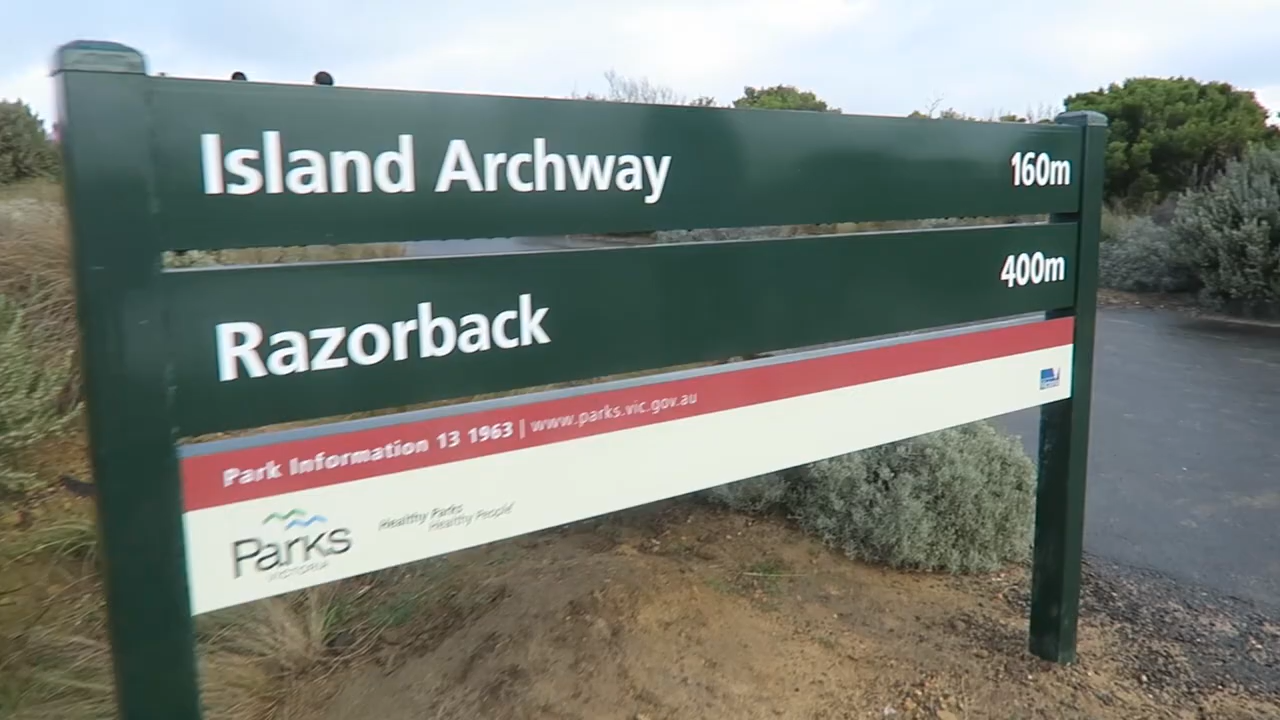 Island Archway 160m
Razorback 400m
Park Information 13 1963 | www.parks.vic.gov.au
Parks
VICTORIA
Healthy Parks
Healthy People